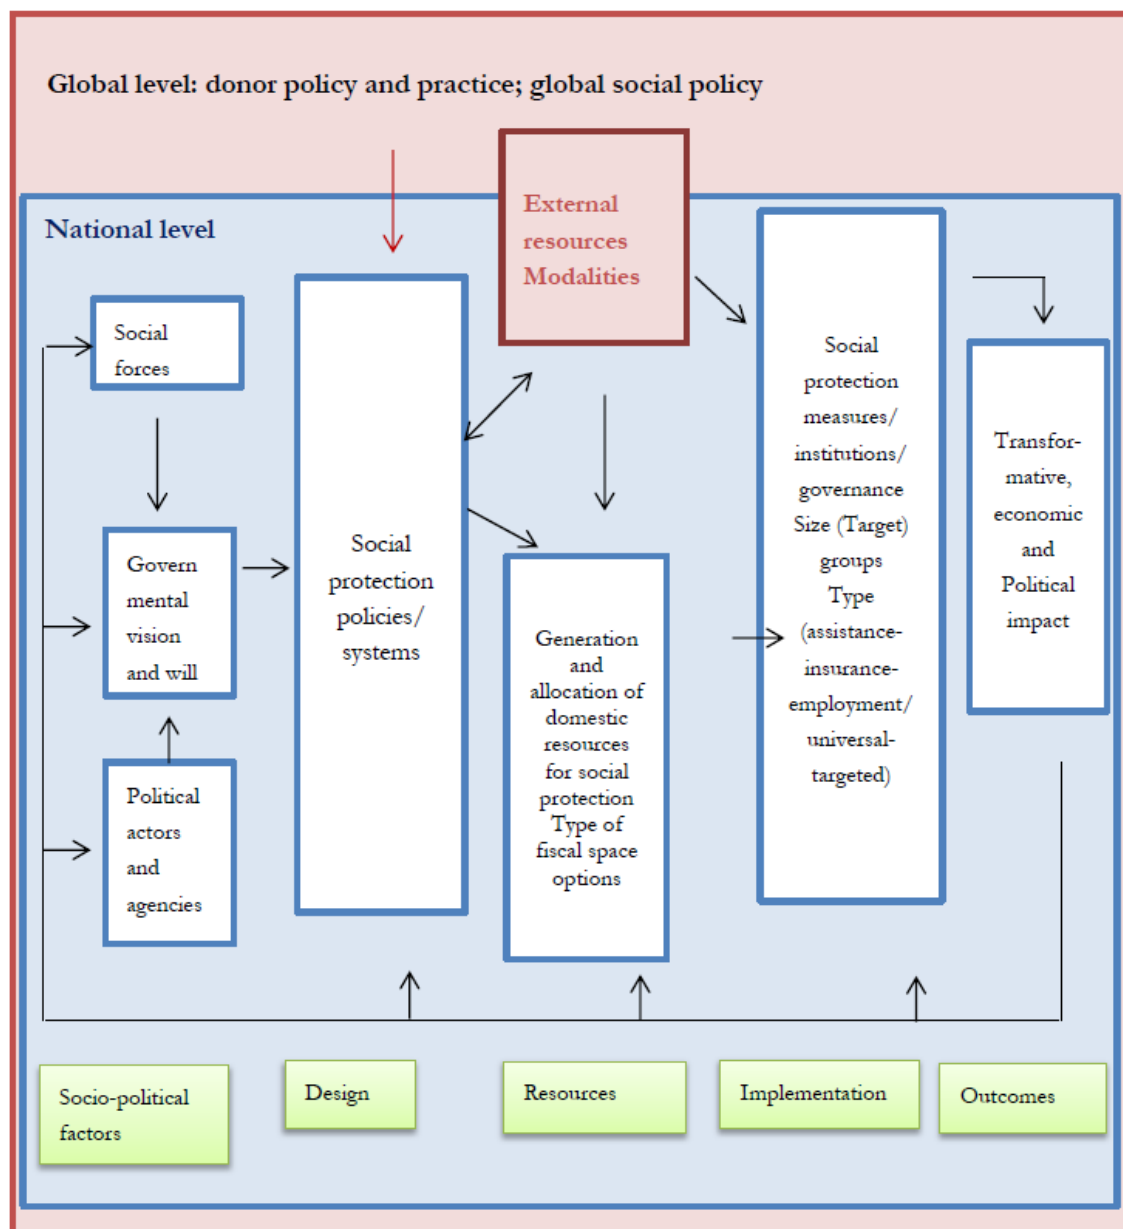 Global level: donor policy and practice; global social policy
External
resources
Modalities
National level
Social
forces
Govern
mental
vision
and will
Political
actors
and
agencies
Social
protection
policies/
systems
Generation
and
allocation of
domestic
resources
for social
protection
Type of
fiscal space
options
Social
protection
measures/
institutions/
governance
Size (Target)
groups
Type
(assistance-
insurance-
employment/
universal-
targeted)
Transfor-
mative,
economic
and
Political
impact
Socio-political
factors
Design
Resources
Implementation
Outcomes